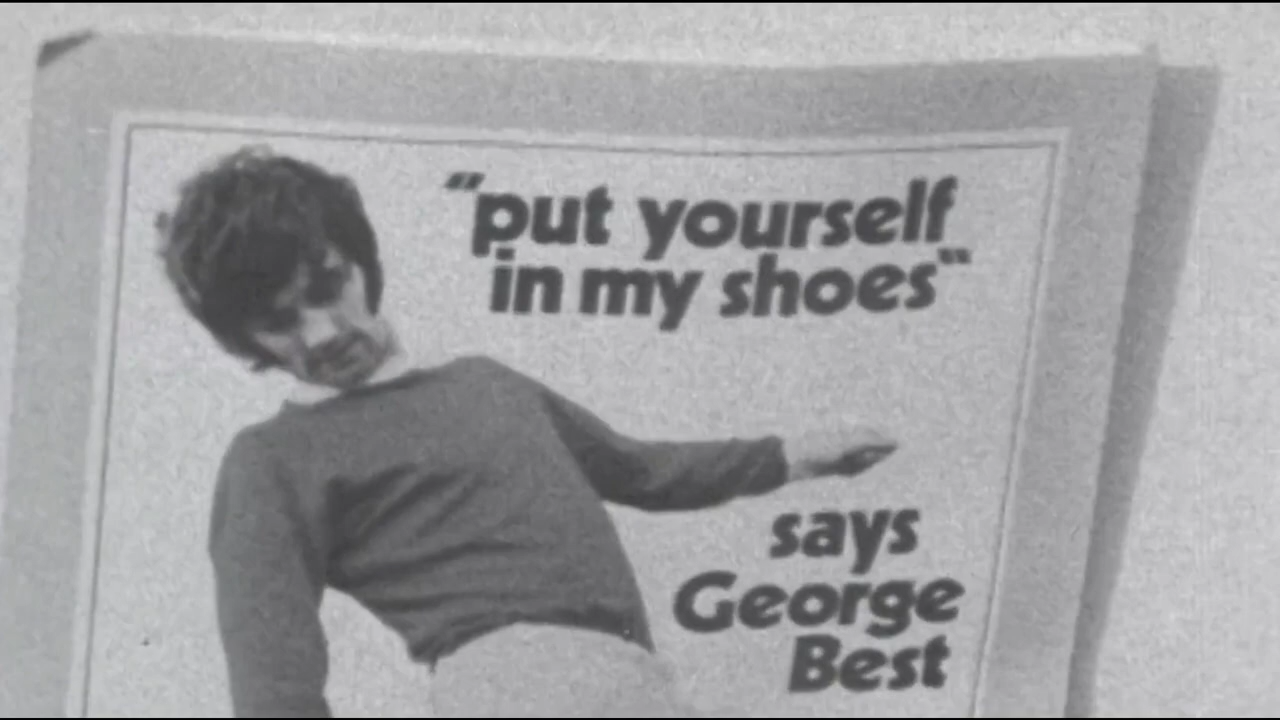 “put yourself
in my shoes“
says
George
Best